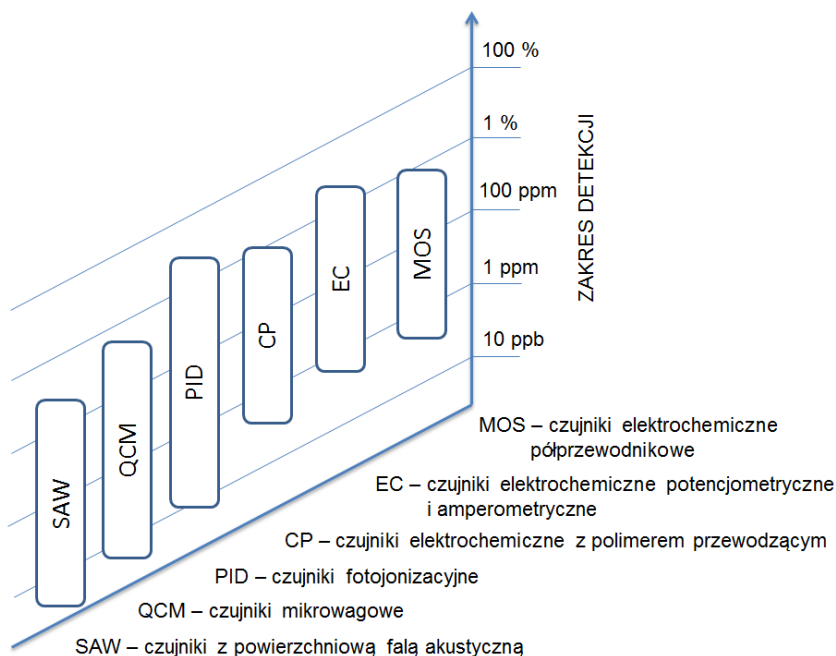 100 %
1 %
100 ppm
1 ppm
10 ppb
ZAKRES DETEKCJI
MOS
EC
CP
PID
QCM
SAW
MOS – czujniki elektrochemiczne
półprzewodnikowe
EC – czujniki elektrochemiczne potencjometryczne
i amperometryczne
CP – czujniki elektrochemiczne z polimerem przewodzącym
PID – czujniki fotojonizacyjne
QCM – czujniki mikrowagowe
SAW – czujniki z powierzchniową falą akustyczną